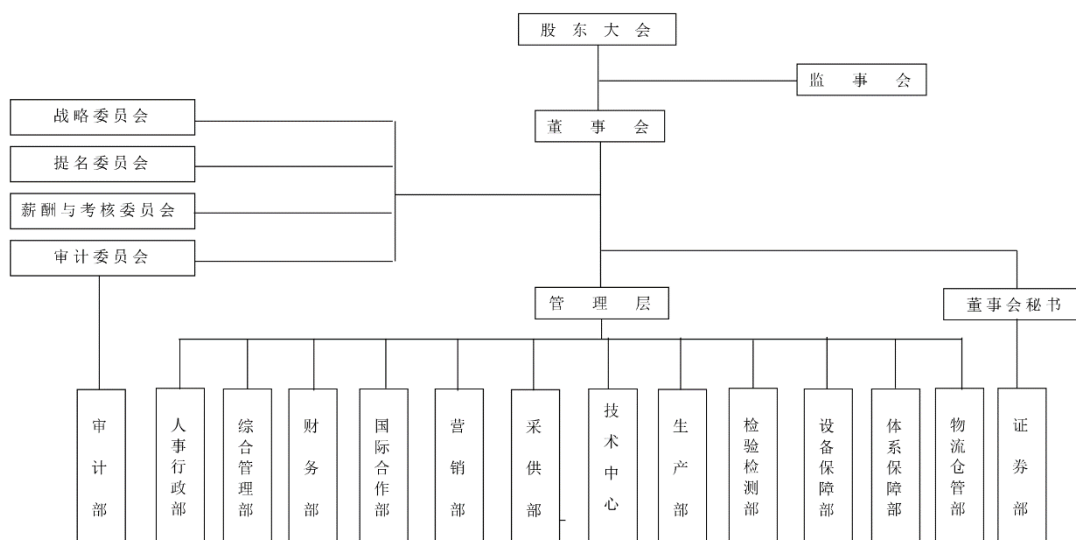 股东大会
监事会
董事会
战略委员会
提名委员会
薪酬与考核委员会
审计委员会
管理层
董事会秘书
审计部
人事行政部
综合管理部
财务部
国际合作部
营销部
采供部
技术中心
生产部
检验检测部
设备保障部
体系保障部
物流仓管部
证券部